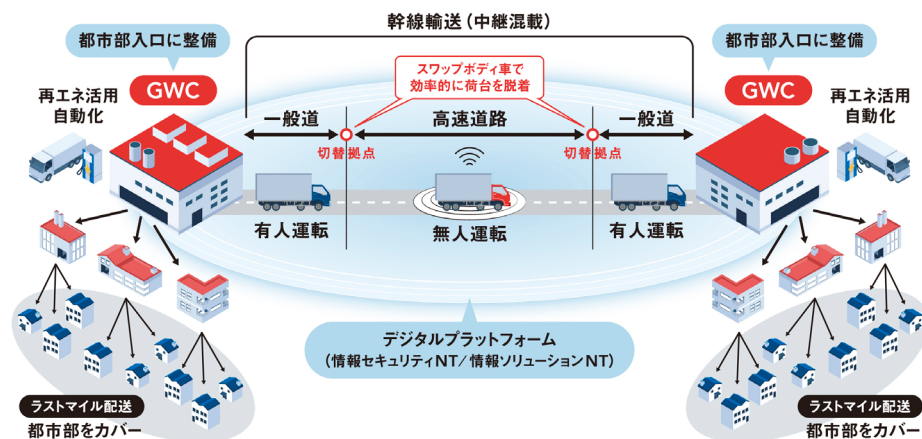 幹線輸送（中継混載）
都市部入口に整備
GWC
再エネ活用
自動化
スワップボディ車で
効率的に荷台を脱着
都市部入口に整備
GWC
再エネ活用
自動化
一般道
高速道路
一般道
切替拠点
切替拠点
有人運転
無人運転
有人運転
デジタルプラットフォーム
（情報セキュリティNT/情報ソリューションNT）
ラストマイル配送
都市部をカバー
ラストマイル配送
都市部をカバー